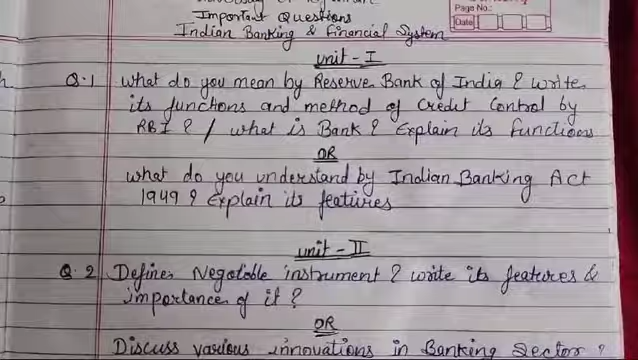 Important Questions
Page No.:
Date
Indian Banking & Financial System
Unit - I
Q.1 What do you mean by Reserve Bank of India ? Write
its functions and method of Credit Control by
RBI ? / What is Bank ? Explain its functions
OR
What do you understand by Indian Banking Act
1949 ? Explain its features
Unit - II
Q.2 Define Negotable instrument ? write its features &
importance of it ?
OR
Discuss various innovations in Banking Sector ?